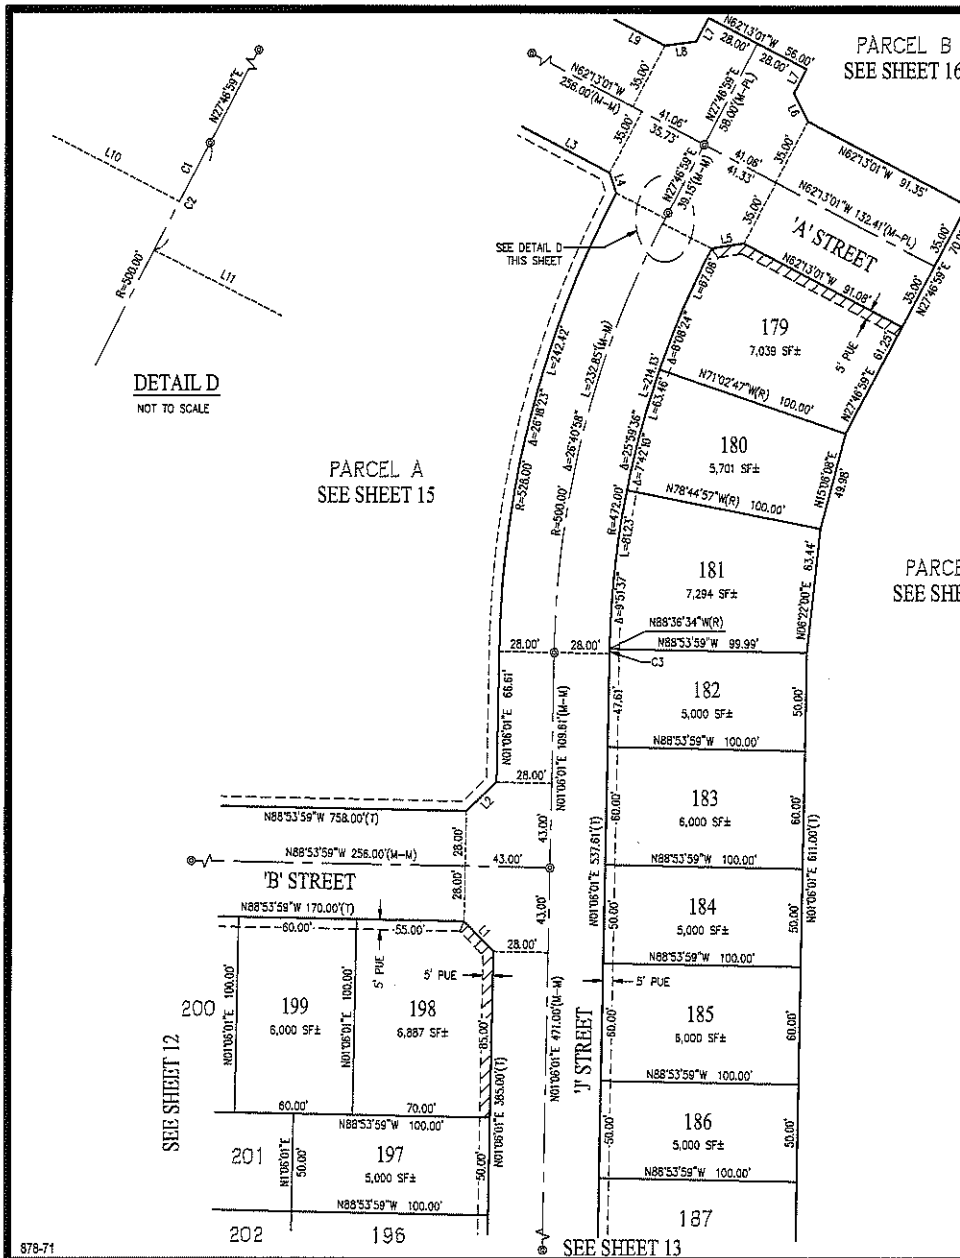 L9
L8
L7
N62°13'01"W
28.00'
28.00'
56.00'
L7
L6
PARCEL B
SEE SHEET 16
N62°13'01"W
256.00'(M-M)
35.00'
35.00'
N27°46'59"E
58.00'(M-PL)
41.06'
35.73'
N27°46'59"E
39.15'(M-M)
41.06'
41.33'
35.00'
35.00'
N62°13'01"W 91.35'
N62°13'01"W 132.41'(M-PL)
'A' STREET
N62°13'01"W
91.08'
35.00'
35.00'
N27°46'59"E
L3
L4
L5
SEE DETAIL D
THIS SHEET
N27°46'59"E
L10
C1
C2
L11
R=500.00'
DETAIL D
NOT TO SCALE
PARCEL A
SEE SHEET 15
R=528.00'
Δ=26°18'23"
L=242.42'
R=500.00'
Δ=26°40'58"
L=232.85'(M-M)
R=472.00'
Δ=25°59'36"
L=214.13'
L=67.06'
Δ=8°08'24"
179
7,039 SF±
5' PUE
N27°46'59"E
61.25'
N71°02'47"W(R)
100.00'
L=63.46'
Δ=7°42'10"
180
5,701 SF±
N15°06'08"E
49.98'
N78°44'57"W(R)
100.00'
L=81.23'
Δ=9°51'37"
181
7,294 SF±
N06°22'00"E
63.44'
N88°36'34"W(R)
N88°53'59"W 99.99'
C3
28.00'
28.00'
N01°06'01"E 66.61'
N01°06'01"E 109.61'(M-M)
47.61'
182
5,000 SF±
50.00'
N88°53'59"W 100.00'
28.00'
L2
43.00'
183
6,000 SF±
60.00'
60.00'
N01°06'01"E 537.61'(T)
N01°06'01"E 611.00'(T)
N88°53'59"W 758.00'(T)
28.00'
N88°53'59"W 256.00'(M-M)
43.00'
'B' STREET
28.00'
43.00'
N88°53'59"W 100.00'
184
5,000 SF±
50.00'
50.00'
N88°53'59"W 170.00'(T)
60.00'
55.00'
L1
28.00'
N88°53'59"W 100.00'
5' PUE
5' PUE
5' PUE
200
N01°06'01"E 100.00'
199
6,000 SF±
N01°06'01"E 100.00'
198
6,887 SF±
85.00'
N01°06'01"E 385.00'(T)
N01°06'01"E 471.00'(M-M)
'J' STREET
60.00'
185
6,000 SF±
60.00'
N88°53'59"W 100.00'
SEE SHEET 12
60.00'
70.00'
N88°53'59"W 100.00'
201
N1°06'01"E
50.00'
197
5,000 SF±
50.00'
50.00'
186
5,000 SF±
50.00'
N88°53'59"W 100.00'
N88°53'59"W 100.00'
202
196
187
SEE SHEET 13
878-71